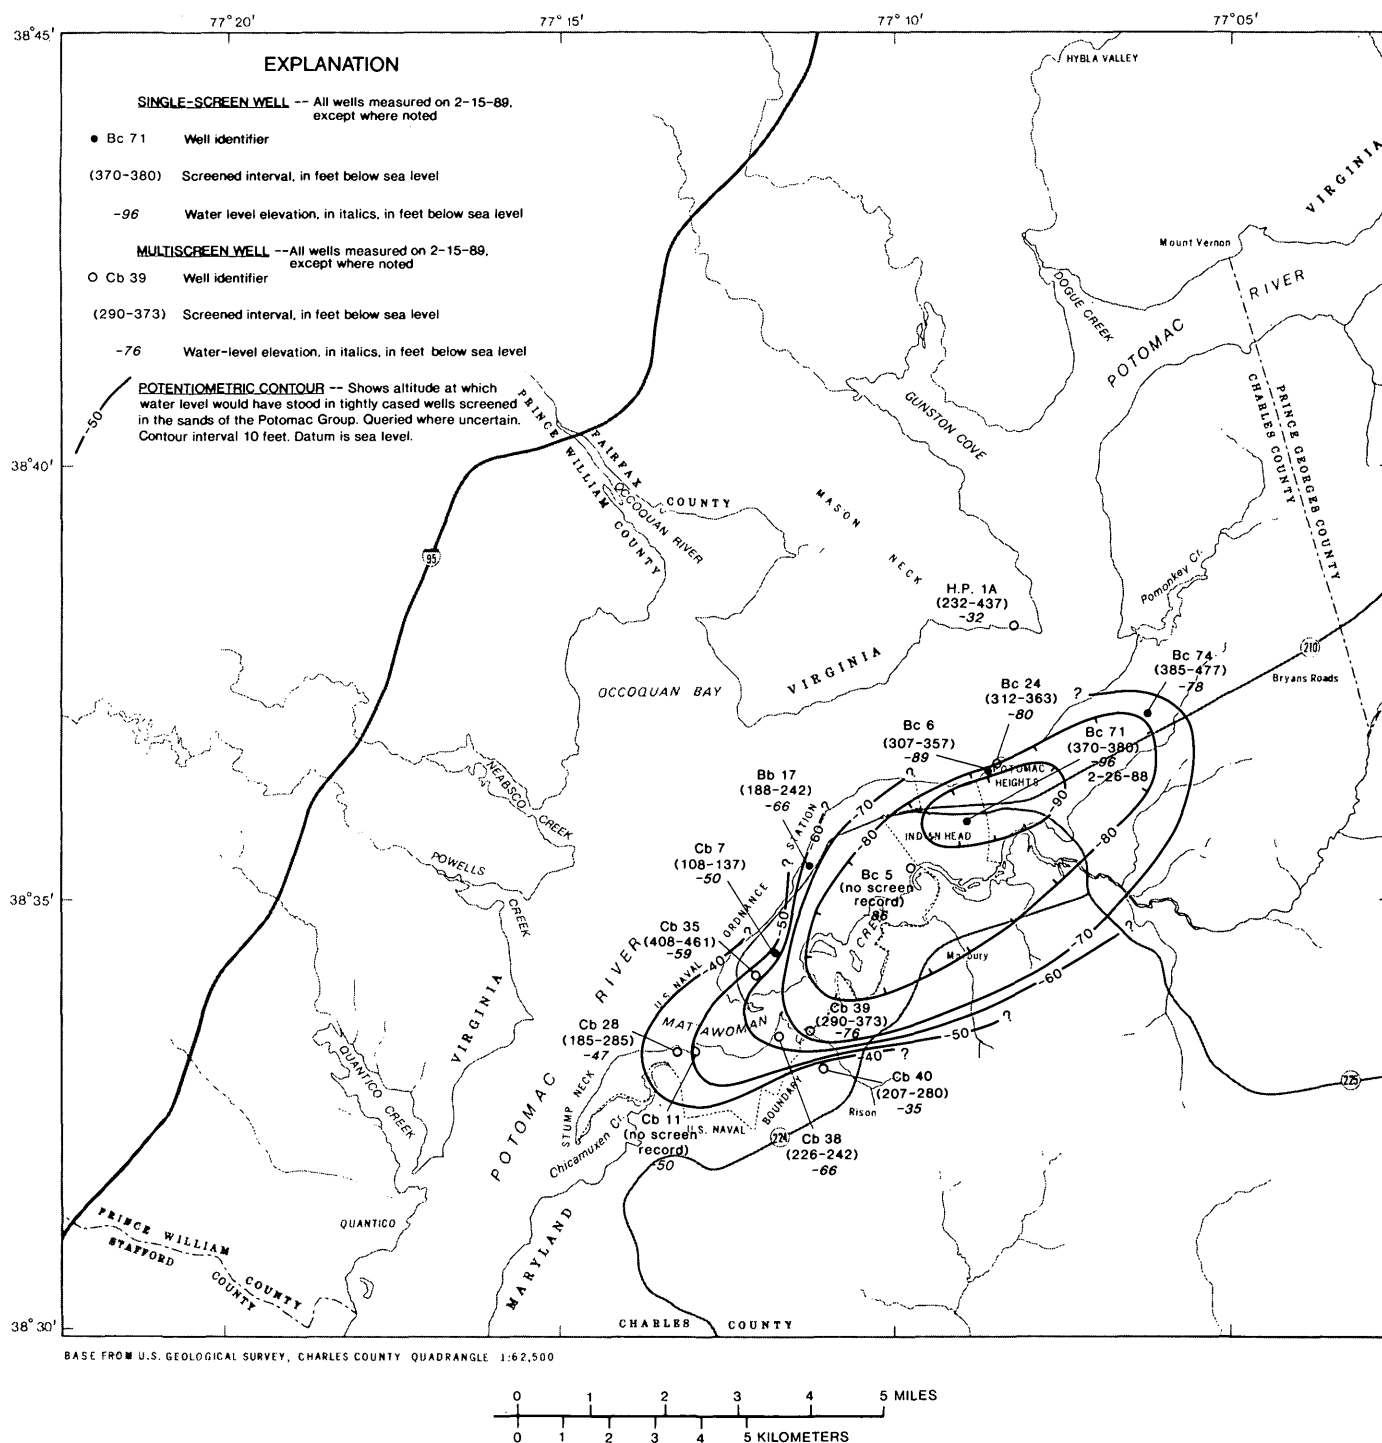 77°20'
77°15'
77°10'
77°05'
38°45'
EXPLANATION
SINGLE-SCREEN WELL -- All wells measured on 2-15-89,
except where noted
Bc 71 Well identifier
(370-380) Screened interval, in feet below sea level
-96 Water level elevation, in italics, in feet below sea level
MULTISCREEN WELL --All wells measured on 2-15-89,
except where noted
Cb 39 Well identifier
(290-373) Screened interval, in feet below sea level
-76 Water-level elevation, in italics, in feet below sea level
-50
POTENTIOMETRIC CONTOUR -- Shows altitude at which
water level would have stood in tightly cased wells screened
in the sands of the Potomac Group. Queried where uncertain.
Contour interval 10 feet. Datum is sea level.
HYBLA VALLEY
VIRGINIA
Mount Vernon
DOGUE CREEK
POTOMAC RIVER
PRINCE GEORGES COUNTY
CHARLES COUNTY
GUNSTON COVE
38°40'
PRINCE WILLIAM COUNTY
FAIRFAX COUNTY
OCCOQUAN RIVER
95
MASON NECK
Pomonkey Cr.
H.P. 1A
(232-437)
-32
VIRGINIA
OCCOQUAN BAY
210
Bryans Roads
Bc 74
(385-477)
-78
?
Bc 24
(312-363)
-80
Bc 6
(307-357)
-89
Bc 71
(370-380)
-96
2-26-88
POTOMAC
HEIGHTS
-90
Bb 17
(188-242)
-66
?
?
-60
-70
-80
INDIAN HEAD
-80
NEABSCO CREEK
POWELLS CREEK
Cb 7
(108-137)
-50
?
Bc 5
(no screen
record)
-86
38°35'
U.S. NAVAL ORDNANCE STATION
Cb 35
(408-461)
-59
?
-50
-40
CREEK
Marbury
-70
?
-60
POTOMAC RIVER
VIRGINIA
MATTAWOMAN
Cb 39
(290-373)
-76
-50 ?
-40 ?
Cb 28
(185-285)
-47
QUANTICO CREEK
STUMP NECK
Chicamuxen Cr.
Cb 11
(no screen
record)
-50
U.S. NAVAL
BOUNDARY
Cb 40
(207-280)
-35
Rison
224
Cb 38
(226-242)
-66
225
QUANTICO
PRINCE WILLIAM COUNTY
STAFFORD COUNTY
MARYLAND
CHARLES COUNTY
38°30'
BASE FROM U.S. GEOLOGICAL SURVEY, CHARLES COUNTY QUADRANGLE 1:62,500
0 1 2 3 4 5 MILES
0 1 2 3 4 5 KILOMETERS